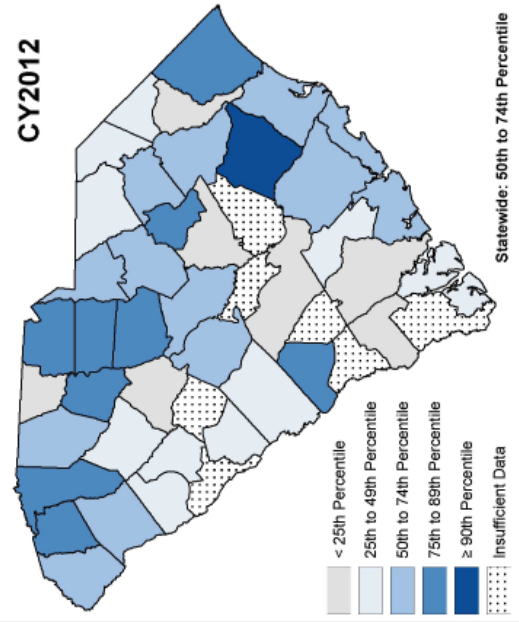 CY2012
Statewide: 50th to 74th Percentile
< 25th Percentile
25th to 49th Percentile
50th to 74th Percentile
75th to 89th Percentile
≥ 90th Percentile
Insufficient Data